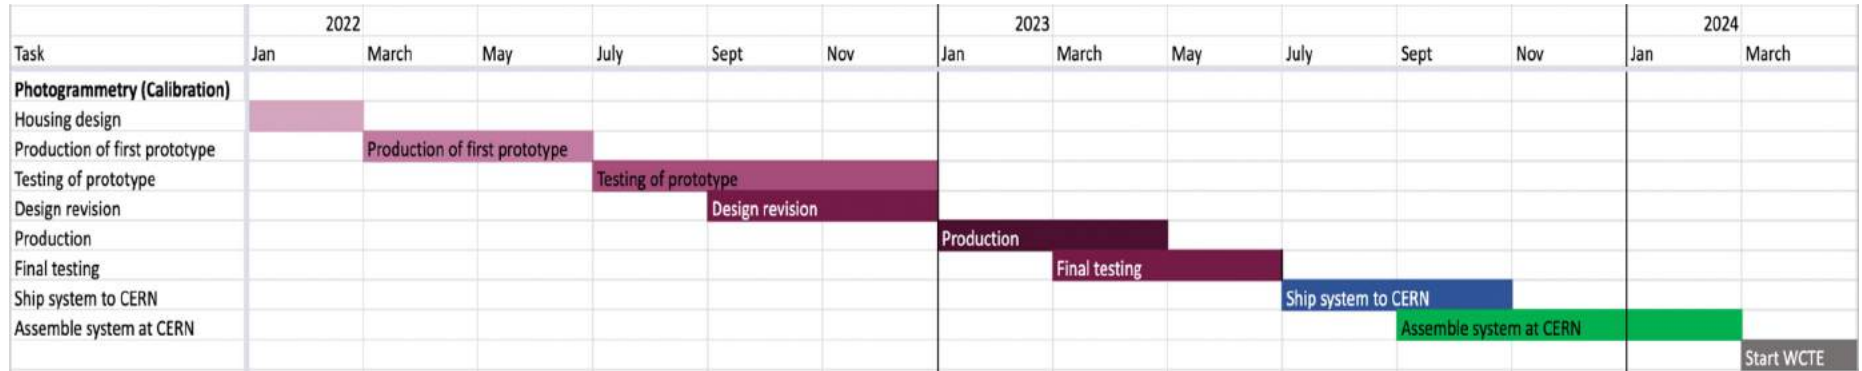 2022 2023 2024
Task Jan March May July Sept Nov Jan March May July Sept Nov Jan March
Photogrammetry (Calibration)
Housing design
Production of first prototype Production of first prototype
Testing of prototype Testing of prototype
Design revision Design revision
Production Production
Final testing Final testing
Ship system to CERN Ship system to CERN
Assemble system at CERN Assemble system at CERN
Start WCTE